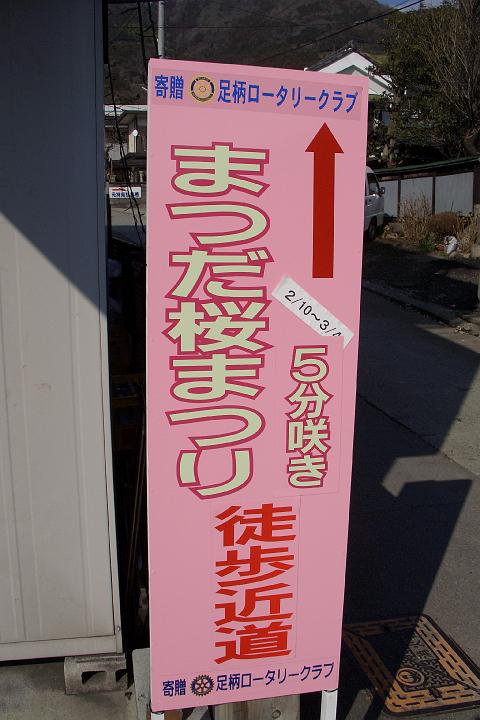 寄贈 足柄ロータリークラブ
まつだ桜まつり
2/10～3/
5分咲き
徒歩近道
寄贈 足柄ロータリークラブ